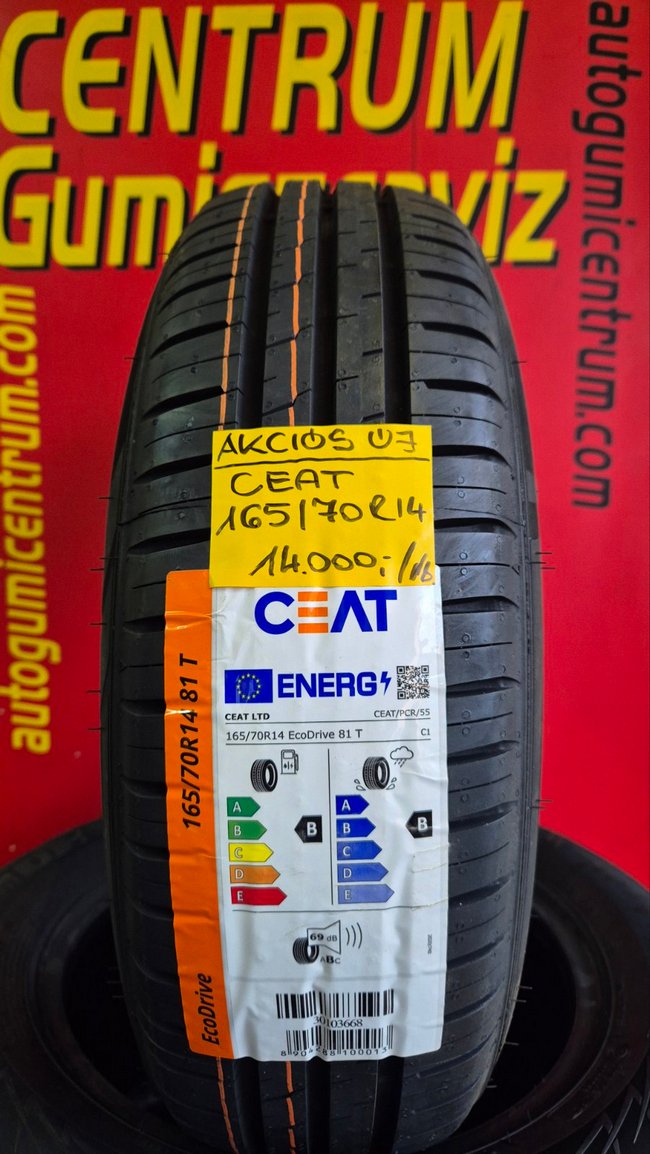 CENTRUM
Gumiszerviz
autogumicentrum.com
autogumicentrum.com
AKCIÓS ÚJ
CEAT
165/70R14
14.000,-/db
CEAT
ENERG
CEAT LTD CEAT/PCR/55
165/70R14 EcoDrive 81 T C1
A A
B B B B
C C
D D
E E
69 dB
ABC
30103668
165/70R14 81 T
EcoDrive